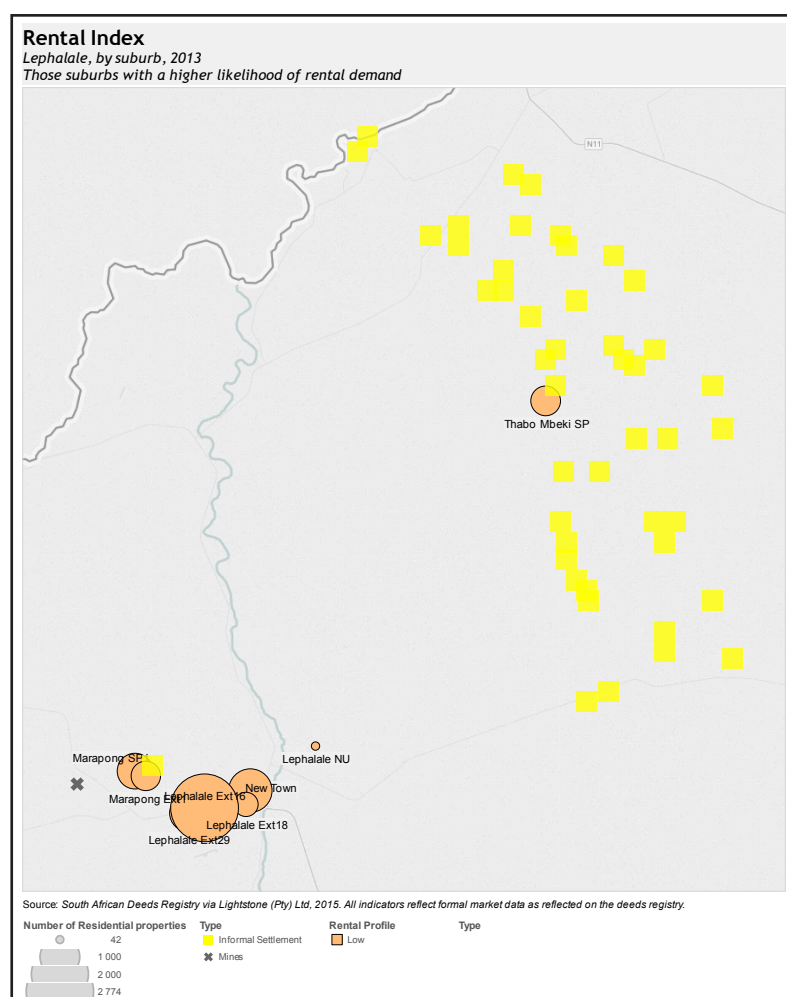 Rental Index
Lephalale, by suburb, 2013
Those suburbs with a higher likelihood of rental demand
N11
Thabo Mbeki SP
Lephalale NU
Marapong SP1
Marapong Ext1
Lephalale Ext16
New Town
Lephalale Ext18
Lephalale Ext29
Source: South African Deeds Registry via Lightstone (Pty) Ltd, 2015. All indicators reflect formal market data as reflected on the deeds registry.
Number of Residential properties
42
1 000
2 000
2 774
Type
Informal Settlement
Mines
Rental Profile
Low
Type